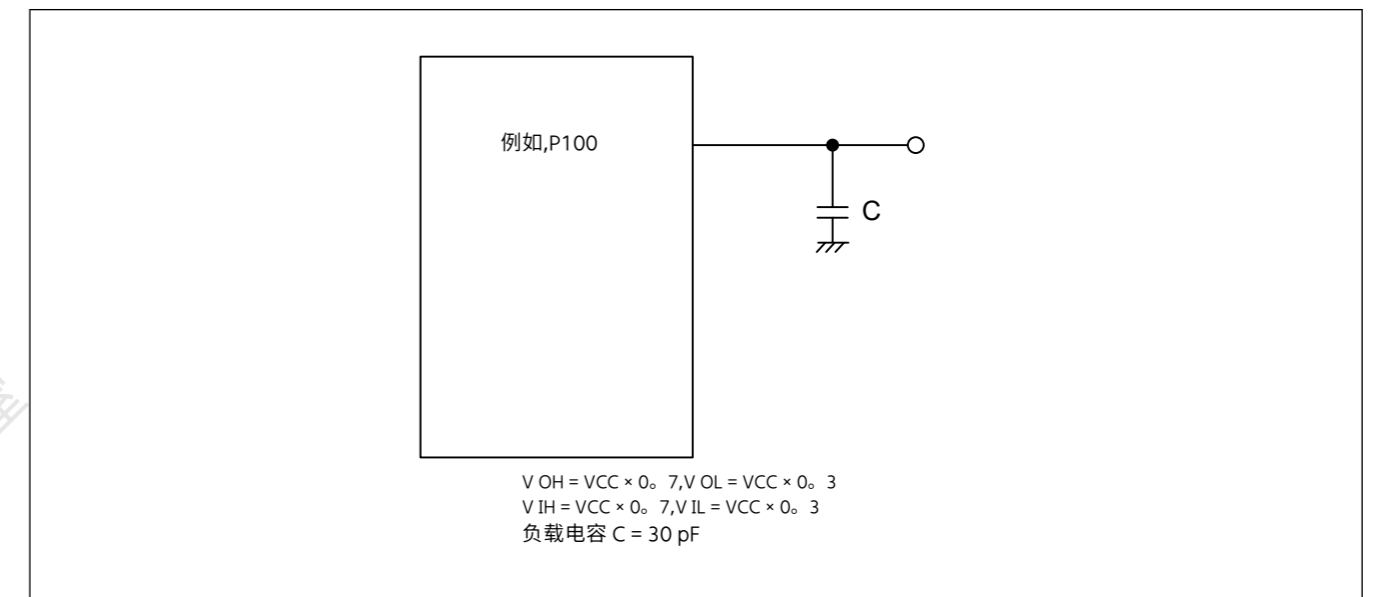 例如,P100
C
V OH = VCC × 0。7,V OL = VCC × 0。3
V IH = VCC × 0。7,V IL = VCC × 0。3
负载电容 C = 30 pF